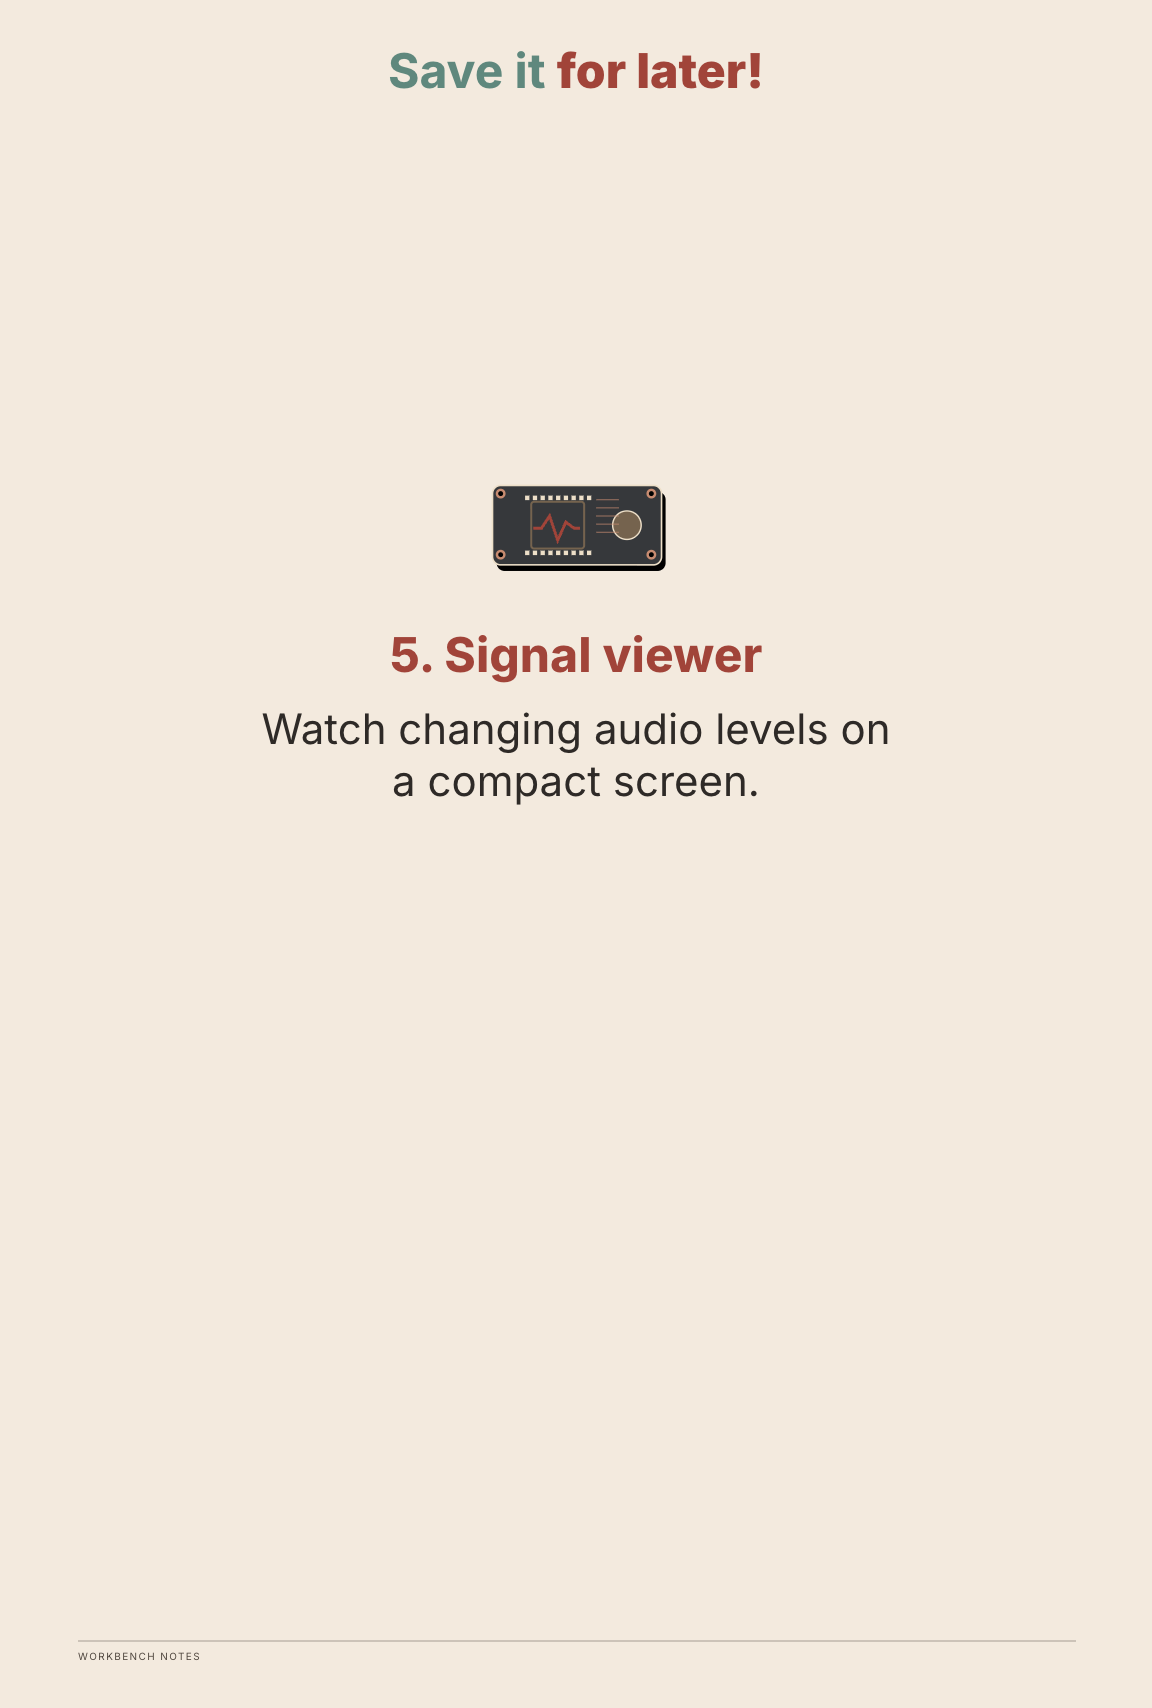 Save it for later!
5. Signal viewer
Watch changing audio levels on
a compact screen.
WORKBENCH NOTES